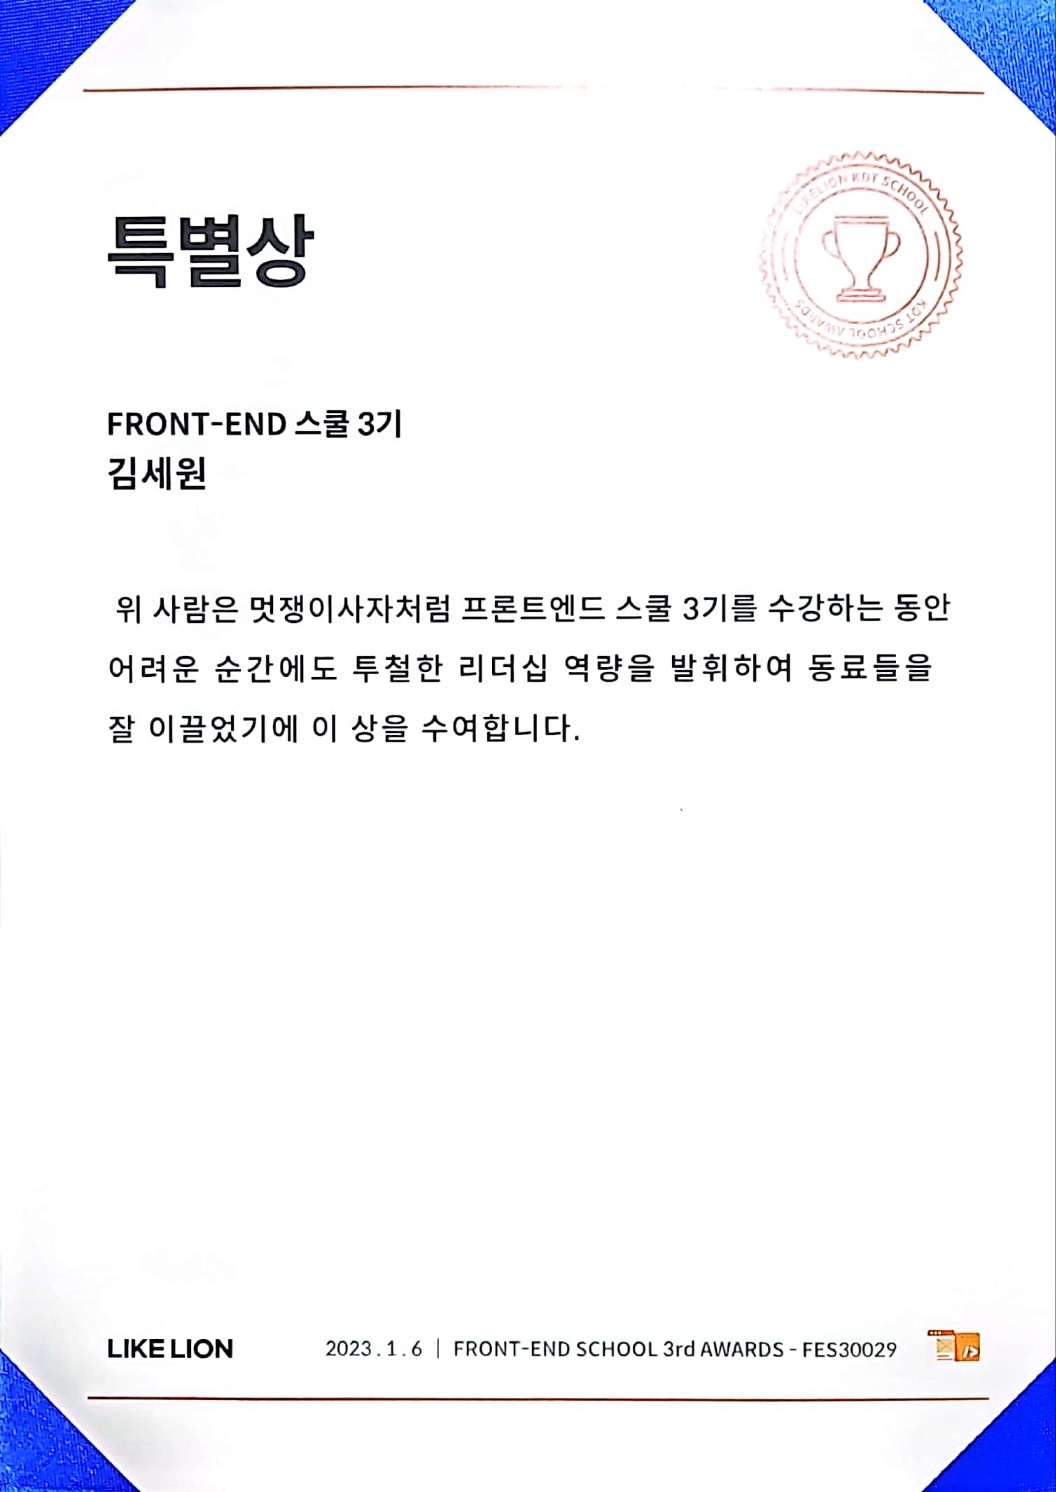 특별상
LIKELION KDT SCHOOL
KDT SCHOOL AWARDS
FRONT-END 스쿨 3기
김세원
위 사람은 멋쟁이사자처럼 프론트엔드 스쿨 3기를 수강하는 동안
어려운 순간에도 투철한 리더십 역량을 발휘하여 동료들을
잘 이끌었기에 이 상을 수여합니다.
LIKE LION
2023.1.6 | FRONT-END SCHOOL 3rd AWARDS - FES30029